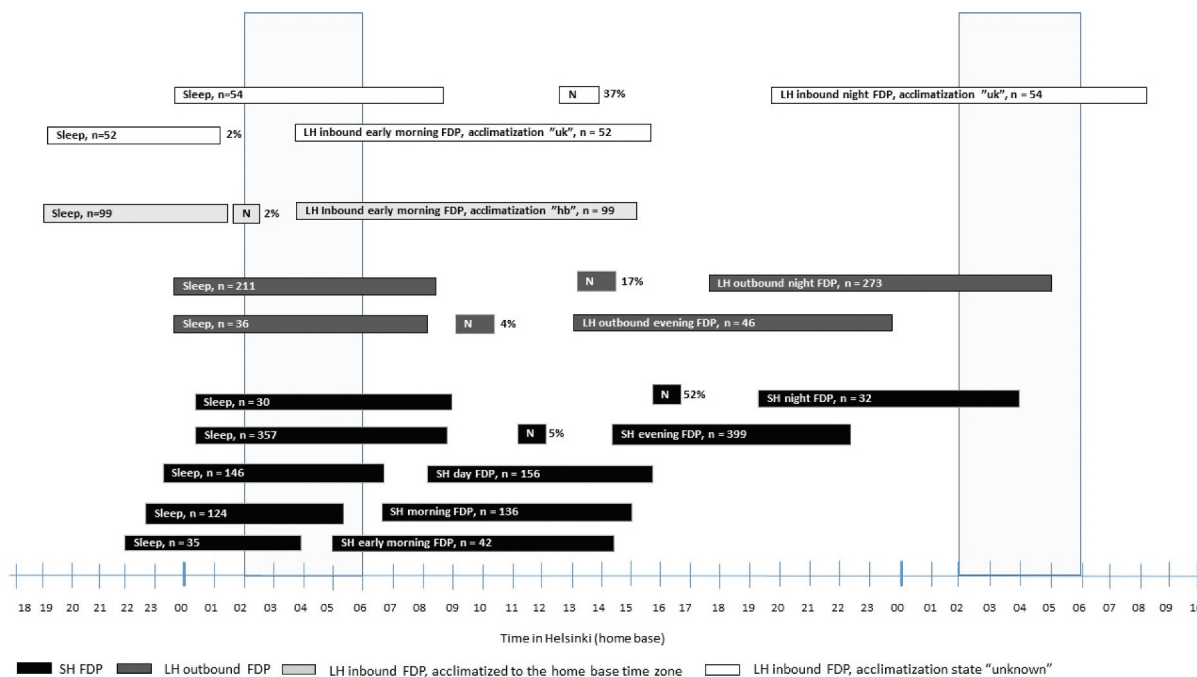 Sleep, n=54 N 37% LH inbound night FDP, acclimatization ”uk”, n = 54
Sleep, n=52 2% LH inbound early morning FDP, acclimatization ”uk”, n = 52
Sleep, n=99 N 2% LH Inbound early morning FDP, acclimatization ”hb”, n = 99
Sleep, n = 211 N 17% LH outbound night FDP, n = 273
Sleep, n = 36 N 4% LH outbound evening FDP, n = 46
Sleep, n = 30 N 52% SH night FDP, n = 32
Sleep, n = 357 N 5% SH evening FDP, n = 399
Sleep, n = 146 SH day FDP, n = 156
Sleep, n = 124 SH morning FDP, n = 136
Sleep, n = 35 SH early morning FDP, n = 42
18 19 20 21 22 23 00 01 02 03 04 05 06 07 08 09 10 11 12 13 14 15 16 17 18 19 20 21 22 23 00 01 02 03 04 05 06 07 08 09
Time in Helsinki (home base)
SH FDP LH outbound FDP LH inbound FDP, acclimatized to the home base time zone LH inbound FDP, acclimatization state “unknown”